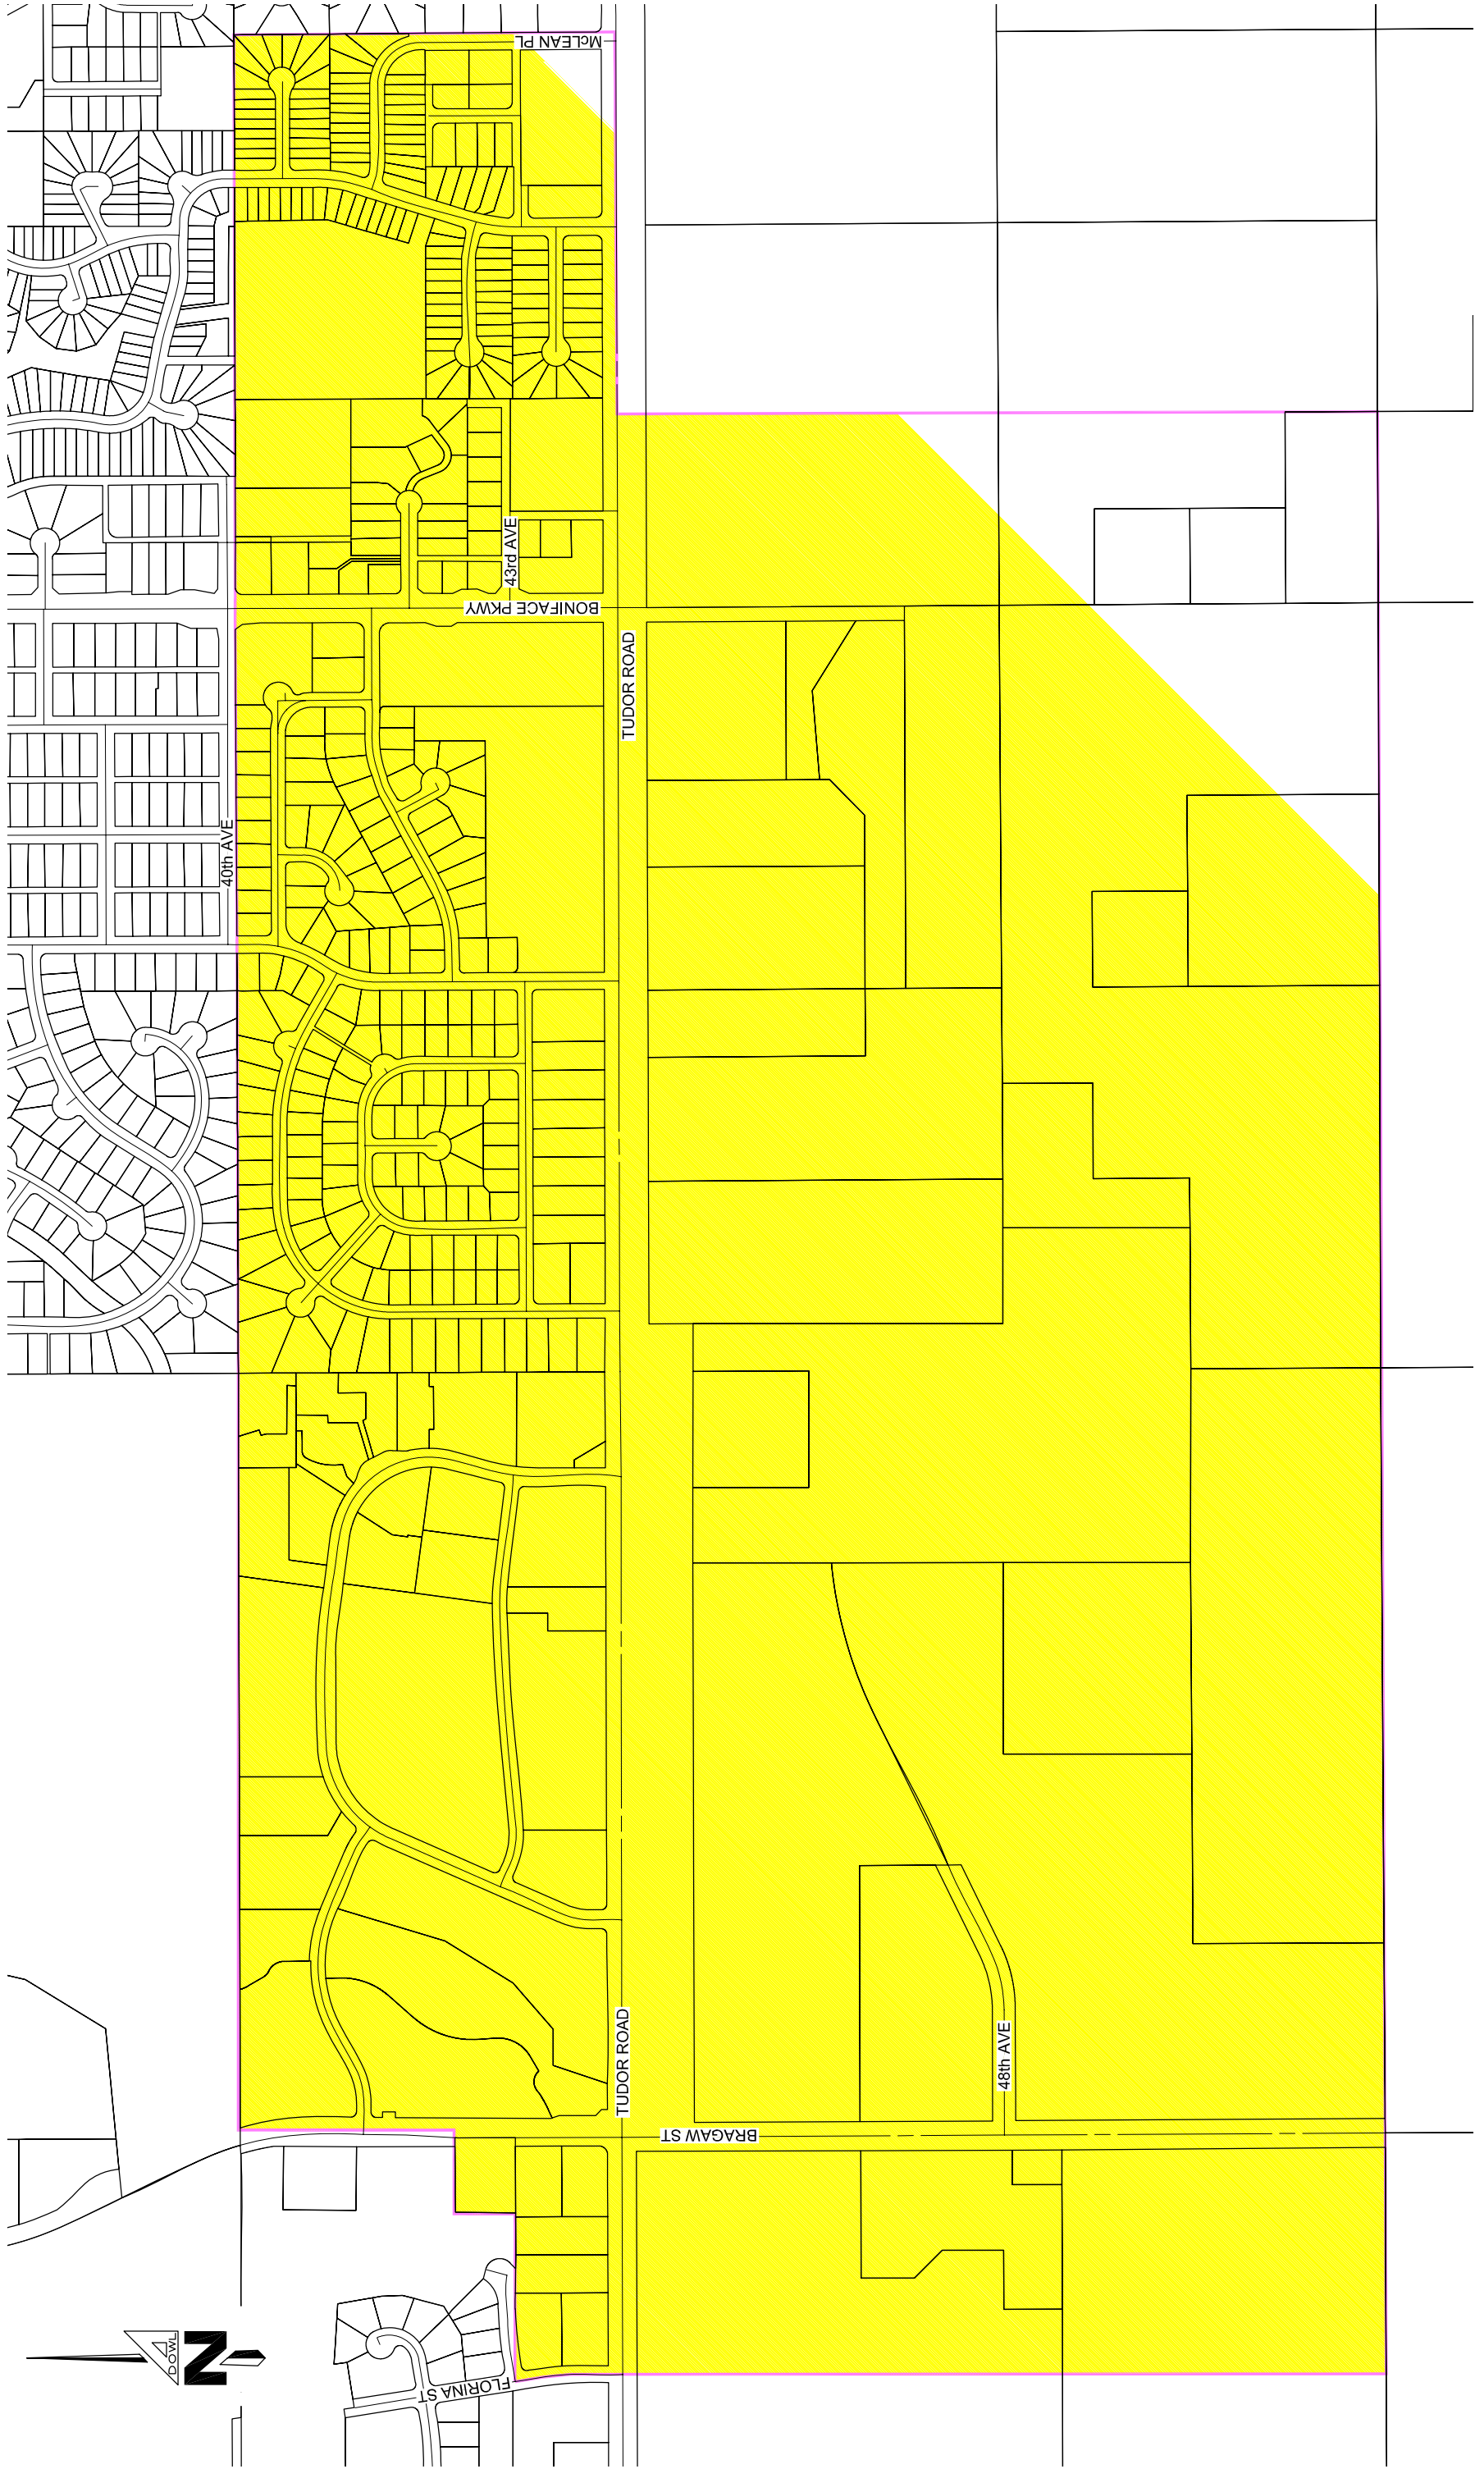 McLEAN PL
43rd AVE
BONIFACE PKWY
TUDOR ROAD
40th AVE
TUDOR ROAD
48th AVE
BRAGAW ST
DOWL
N
FLORINA ST